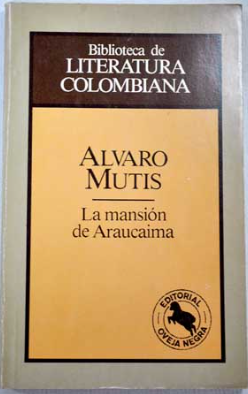 Biblioteca de
LITERATURA
COLOMBIANA
ALVARO
MUTIS
La mansión
de Araucaima
EDITORIAL
OVEJA NEGRA